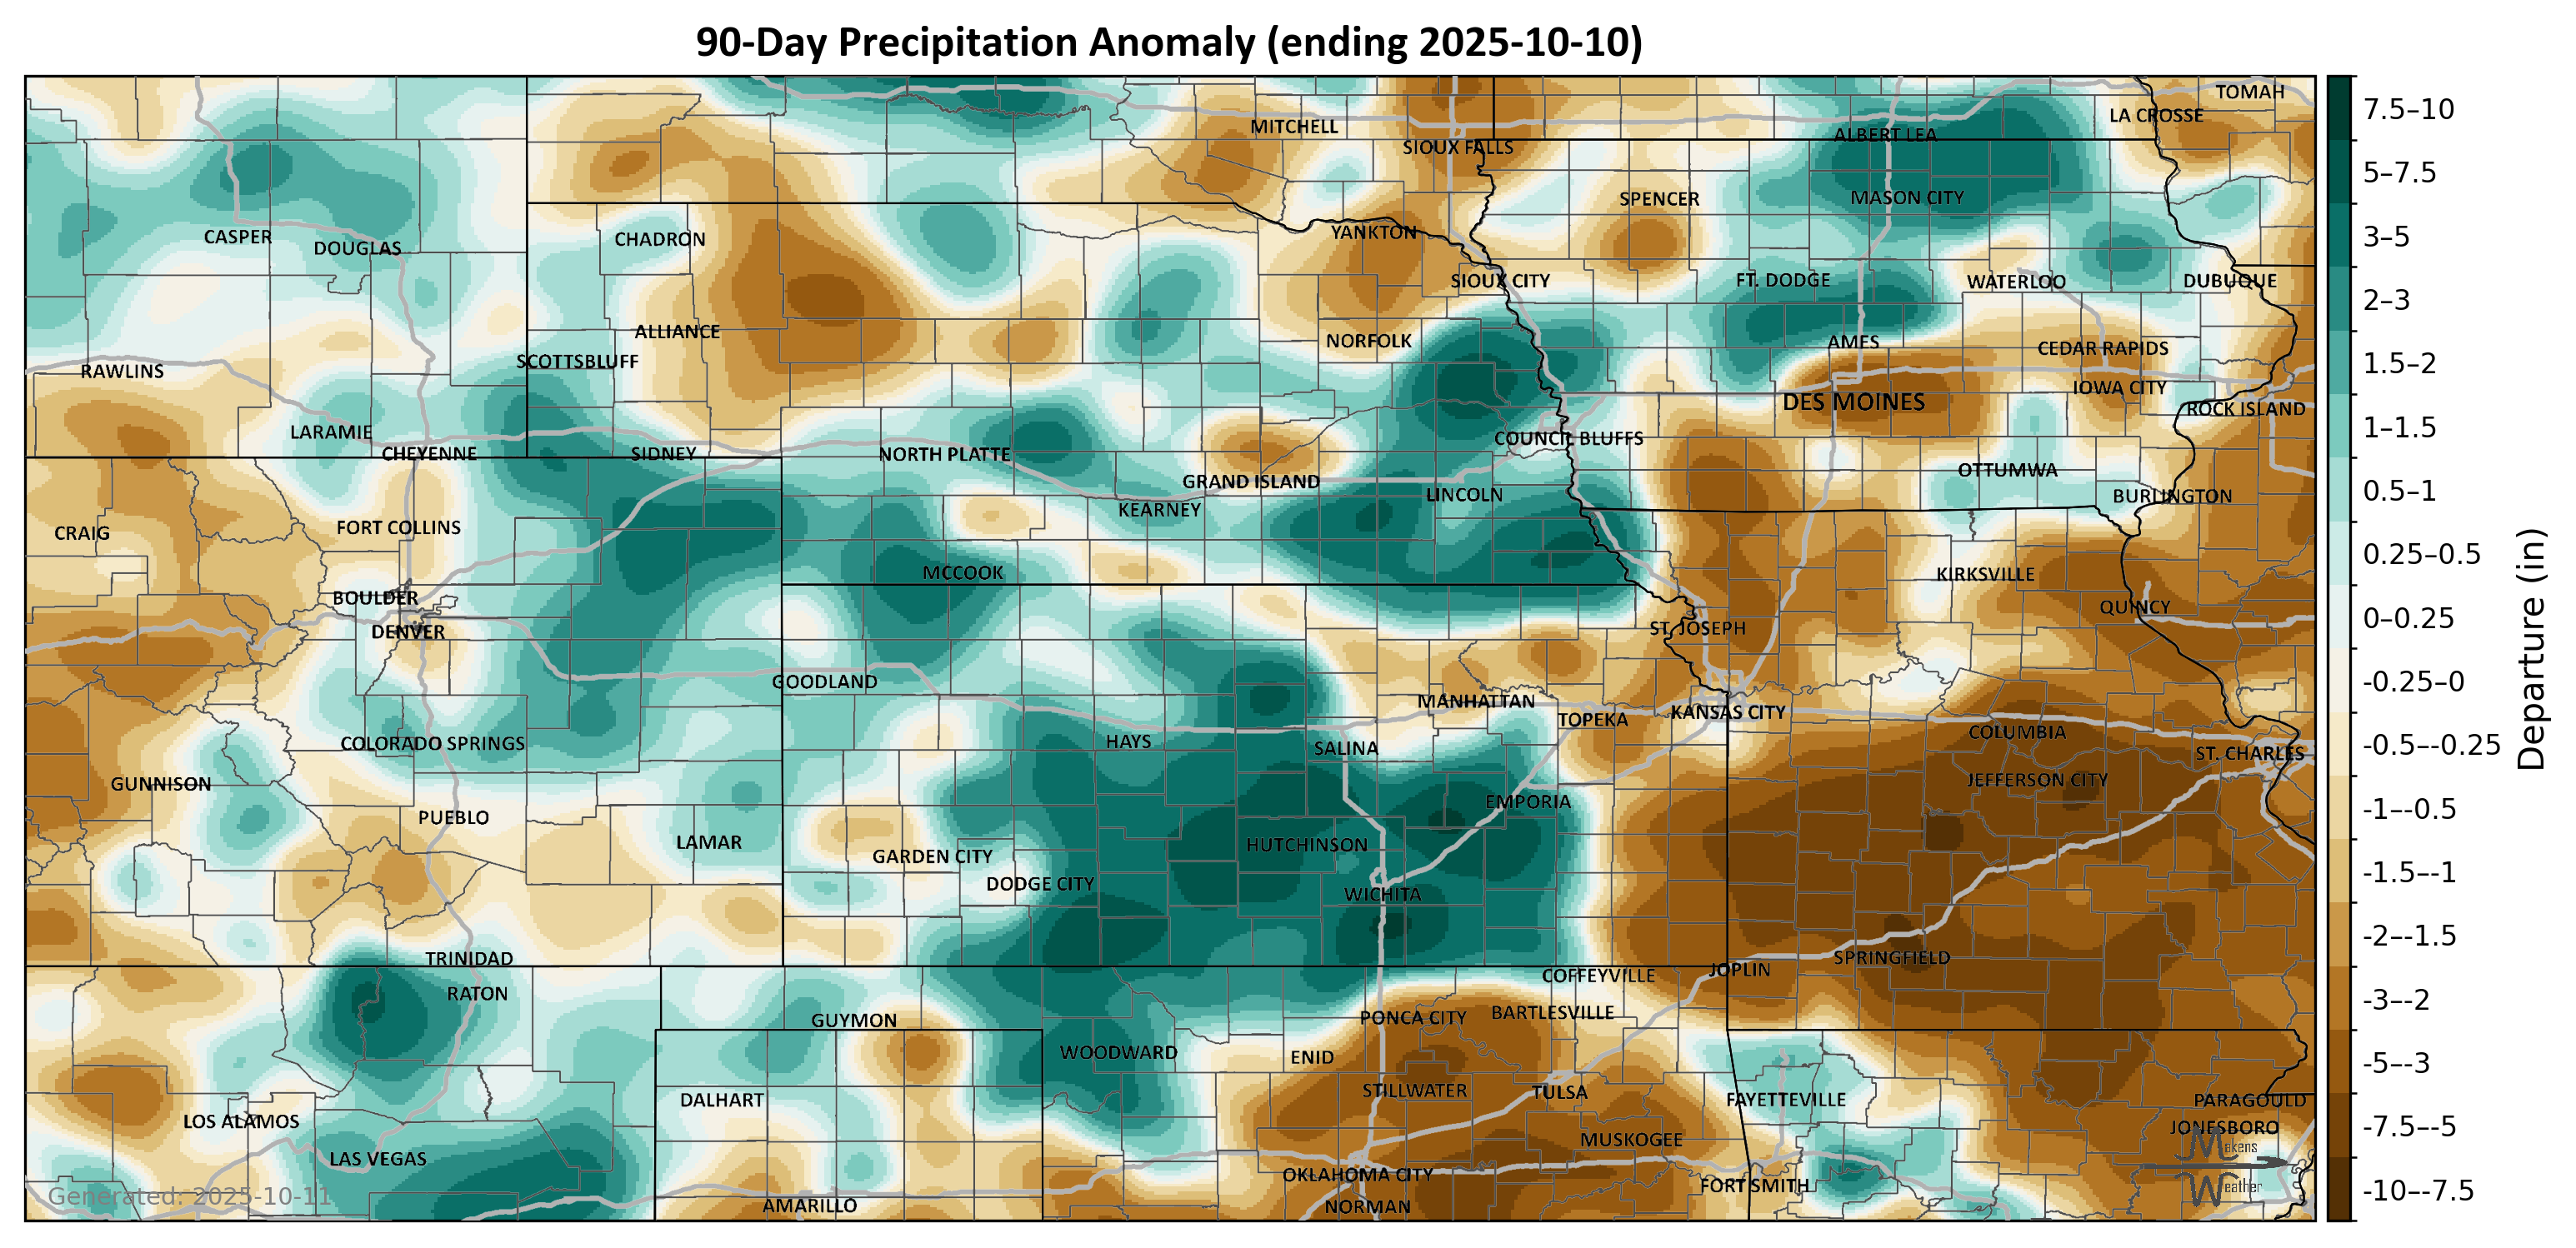 90-Day Precipitation Anomaly (ending 2025-10-10)
TOMAH
LA CROSSE
MITCHELL
ALBERT LEA
SIOUX FALLS
MASON CITY
SPENCER
YANKTON
CASPER
CHADRON
DOUGLAS
SIOUX CITY
FT. DODGE
WATERLOO
DUBUQUE
ALLIANCE
NORFOLK
AMES
CEDAR RAPIDS
SCOTTSBLUFF
RAWLINS
IOWA CITY
DES MOINES
ROCK ISLAND
LARAMIE
COUNCIL BLUFFS
CHEYENNE
SIDNEY
NORTH PLATTE
OTTUMWA
GRAND ISLAND
LINCOLN
BURLINGTON
KEARNEY
CRAIG
FORT COLLINS
MCCOOK
KIRKSVILLE
BOULDER
QUINCY
DENVER
ST. JOSEPH
GOODLAND
MANHATTAN
KANSAS CITY
TOPEKA
COLUMBIA
COLORADO SPRINGS
HAYS
SALINA
ST. CHARLES
GUNNISON
JEFFERSON CITY
EMPORIA
PUEBLO
LAMAR
HUTCHINSON
GARDEN CITY
DODGE CITY
WICHITA
TRINIDAD
SPRINGFIELD
COFFEYVILLE
JOPLIN
RATON
GUYMON
PONCA CITY
BARTLESVILLE
WOODWARD
ENID
STILLWATER
TULSA
DALHART
FAYETTEVILLE
PARAGOULD
LOS ALAMOS
JONESBORO
MUSKOGEE
LAS VEGAS
OKLAHOMA CITY
FORT SMITH
AMARILLO
NORMAN
Generated: 2025-10-11
Makens
Weather
7.5–10
5–7.5
3–5
2–3
1.5–2
1–1.5
0.5–1
0.25–0.5
0–0.25
-0.25–0
-0.5–-0.25
-1–-0.5
-1.5–-1
-2–-1.5
-3–-2
-5–-3
-7.5–-5
-10–-7.5
Departure (in)